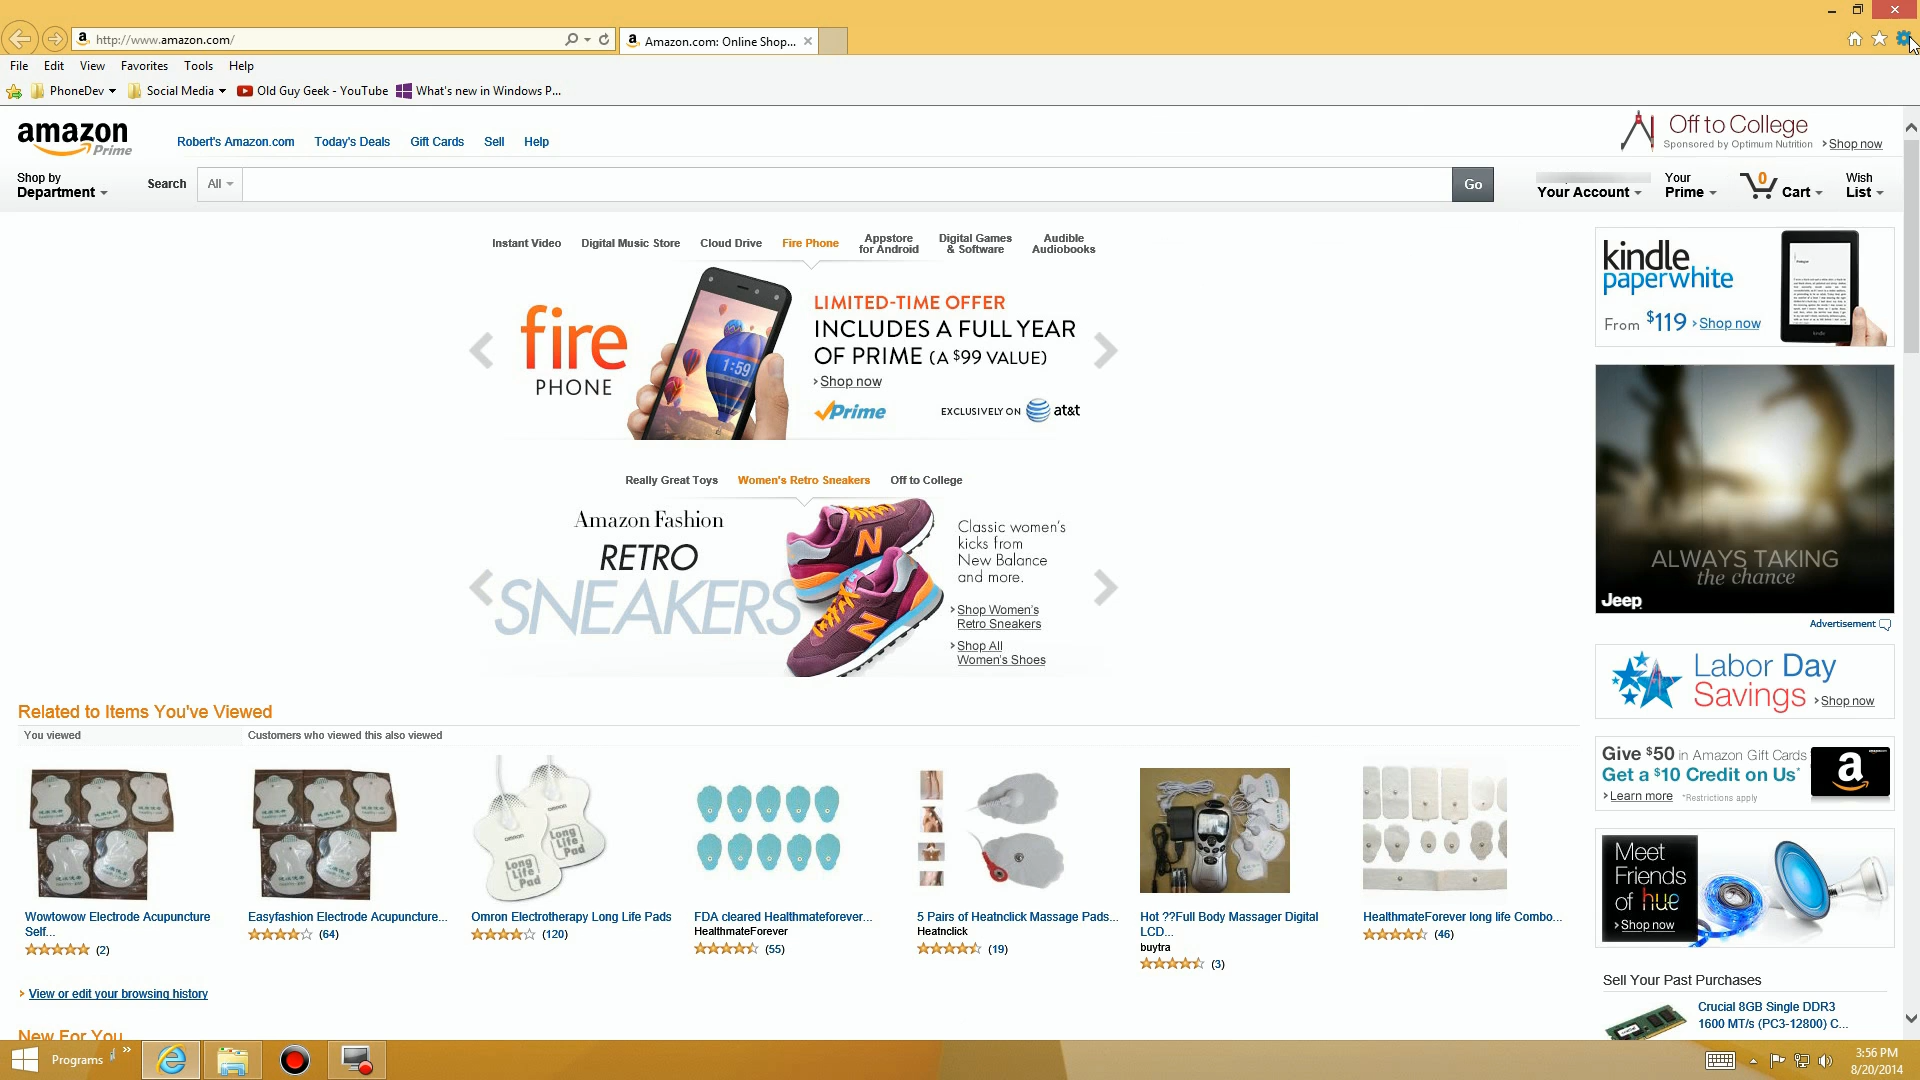 http://www.amazon.com/
Amazon.com: Online Shop...
File Edit View Favorites Tools Help
PhoneDev Social Media Old Guy Geek - YouTube What's new in Windows P...
amazon Prime
Robert's Amazon.com Today's Deals Gift Cards Sell Help
Off to College
Sponsored by Optimum Nutrition
Shop now
Shop by
Department
Search All Go
Your Account
Your
Prime
0
Cart
Wish
List
Instant Video Digital Music Store Cloud Drive Fire Phone
Appstore
for Android
Digital Games
& Software
Audible
Audiobooks
fire
PHONE
1:59
LIMITED-TIME OFFER
INCLUDES A FULL YEAR
OF PRIME (A $99 VALUE)
Shop now
Prime
EXCLUSIVELY ON at&t
kindle
paperwhite
From $119 Shop now
kindle
ALWAYS TAKING
the chance
Jeep
Advertisement
Really Great Toys Women's Retro Sneakers Off to College
Amazon Fashion
RETRO
SNEAKERS
N
N
Classic women's
kicks from
New Balance
and more.
Shop Women's
Retro Sneakers
Shop All
Women's Shoes
Labor Day
Savings
Shop now
Give $50 in Amazon Gift Cards
Get a $10 Credit on Us*
Learn more *Restrictions apply
a
Meet
Friends
of hue
Shop now
Related to Items You've Viewed
You viewed Customers who viewed this also viewed
OMRON
Long
Life
Pad
Long
Life
Pad
Wowtowow Electrode Acupuncture
Self...
(2)
Easyfashion Electrode Acupuncture...
(64)
Omron Electrotherapy Long Life Pads
(120)
FDA cleared Healthmateforever...
HealthmateForever
(55)
5 Pairs of Heatnclick Massage Pads...
Heatnclick
(19)
Hot ??Full Body Massager Digital
LCD...
buytra
(3)
HealthmateForever long life Combo...
(46)
View or edit your browsing history
Sell Your Past Purchases
Crucial 8GB Single DDR3
1600 MT/s (PC3-12800) C...
New For You
Programs
3:56 PM
8/20/2014